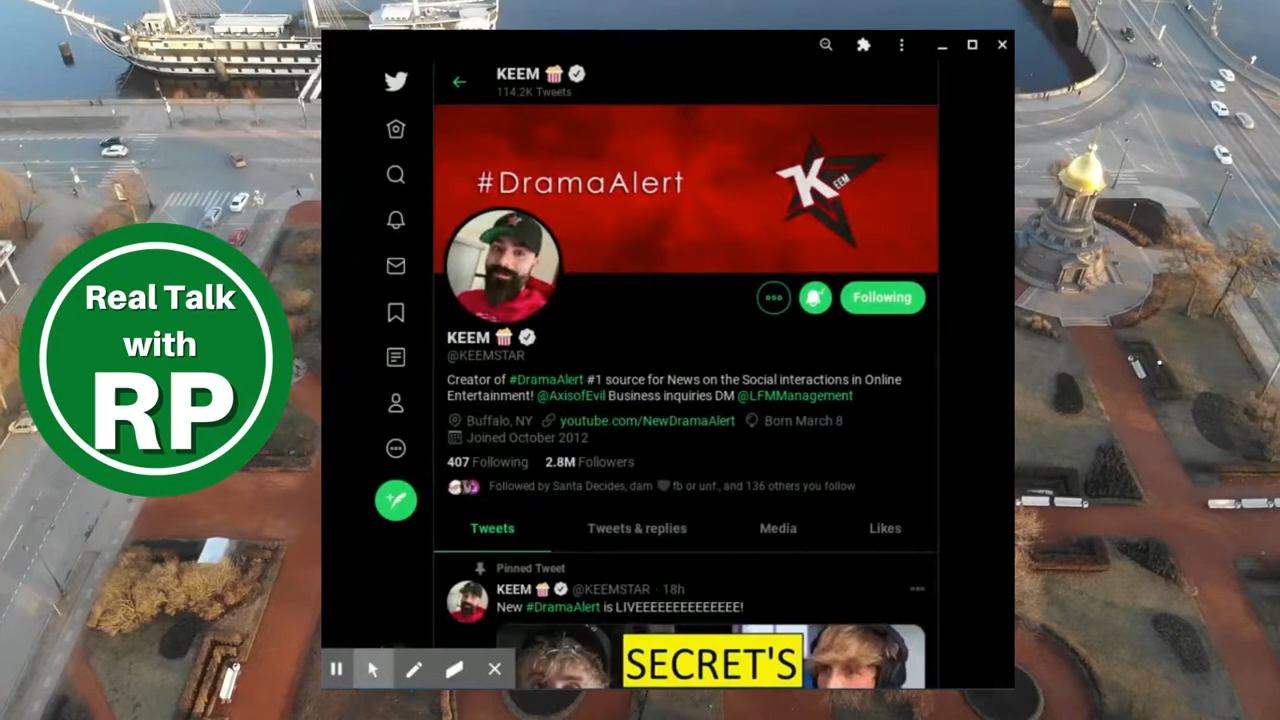 Real Talk
with
RP
KEEM 🍿
114.2K Tweets
#DramaAlert
K
EEM
Following
KEEM 🍿
@KEEMSTAR
Creator of #DramaAlert #1 source for News on the Social interactions in Online
Entertainment! @AxisofEvil Business inquiries DM @LFMManagement
Buffalo, NY youtube.com/NewDramaAlert Born March 8
Joined October 2012
407 Following 2.8M Followers
Followed by Santa Decides, dam 🖤 fb or unf., and 136 others you follow
Tweets Tweets & replies Media Likes
Pinned Tweet
KEEM 🍿 @KEEMSTAR · 18h
New #DramaAlert is LIVEEEEEEEEEEEEEE!
SECRET'S